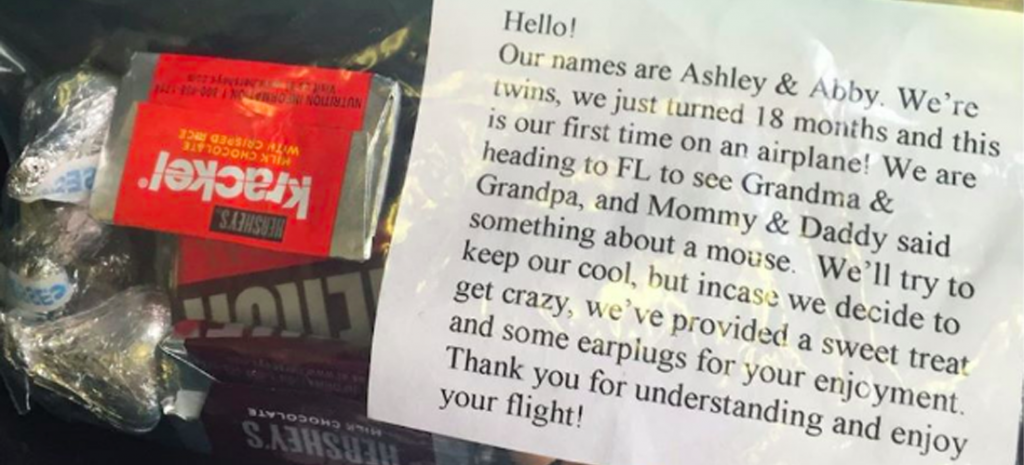 Hello!
Our names are Ashley & Abby. We're
twins, we just turned 18 months and this
is our first time on an airplane! We are
heading to FL to see Grandma &
Grandpa, and Mommy & Daddy said
something about a mouse. We'll try to
keep our cool, but incase we decide to
get crazy, we've provided a sweet treat
and some earplugs for your enjoyment.
Thank you for understanding and enjoy
your flight!
HERSHEY'S
krackel
MILK CHOCOLATE
WITH CRISPED RICE
NUTRITION INFORMATION
HERSHEY'S
MILK CHOCOLATE